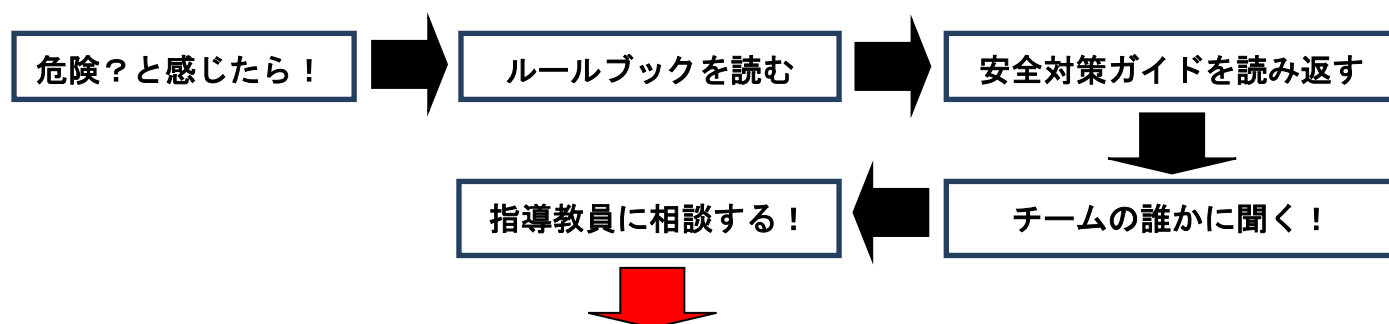 危険？と感じたら！
ルールブックを読む
安全対策ガイドを読み返す
チームの誰かに聞く！
指導教員に相談する！